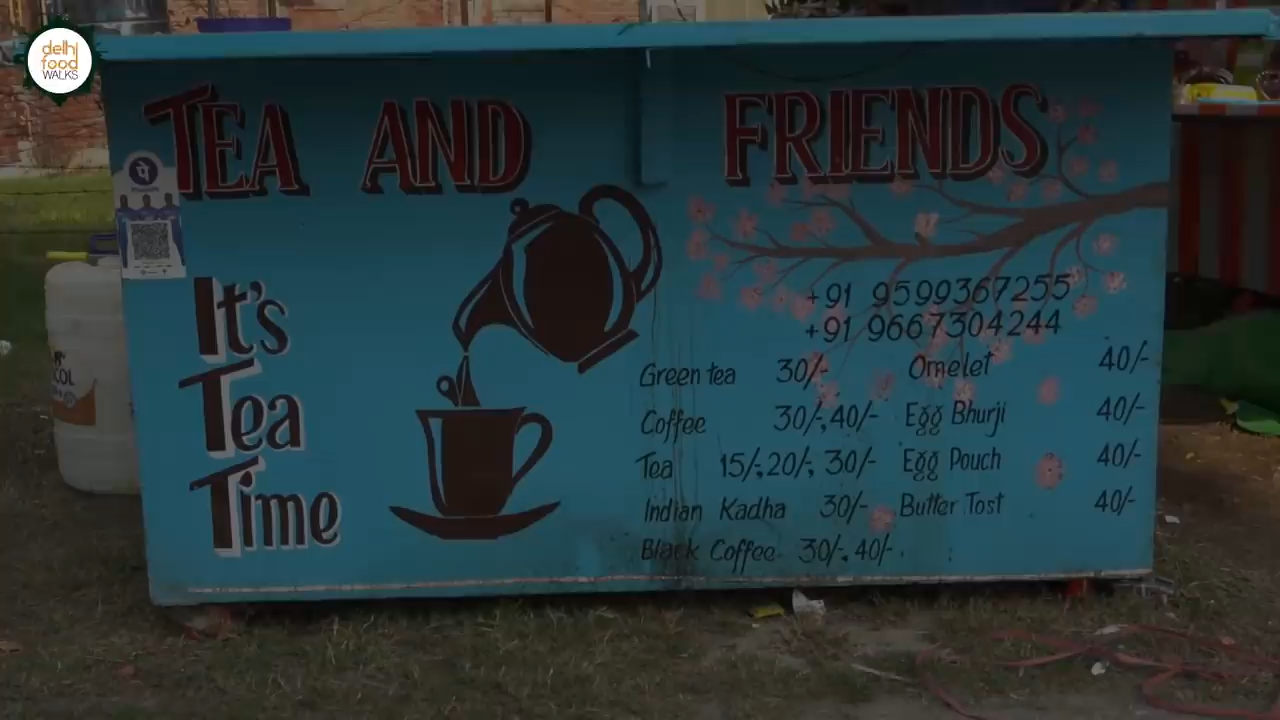 delhi
food
WALKS
TEA AND FRIENDS
पे
It's
Tea
Time
+91 9599367255
+91 9667304244
Green tea 30/- Omelet 40/-
Coffee 30/-,40/- Egg Bhurji 40/-
Tea 15/-,20/-, 30/- Egg Pouch 40/-
Indian Kadha 30/- Butter Tost 40/-
Black Coffee 30/-, 40/-
COL